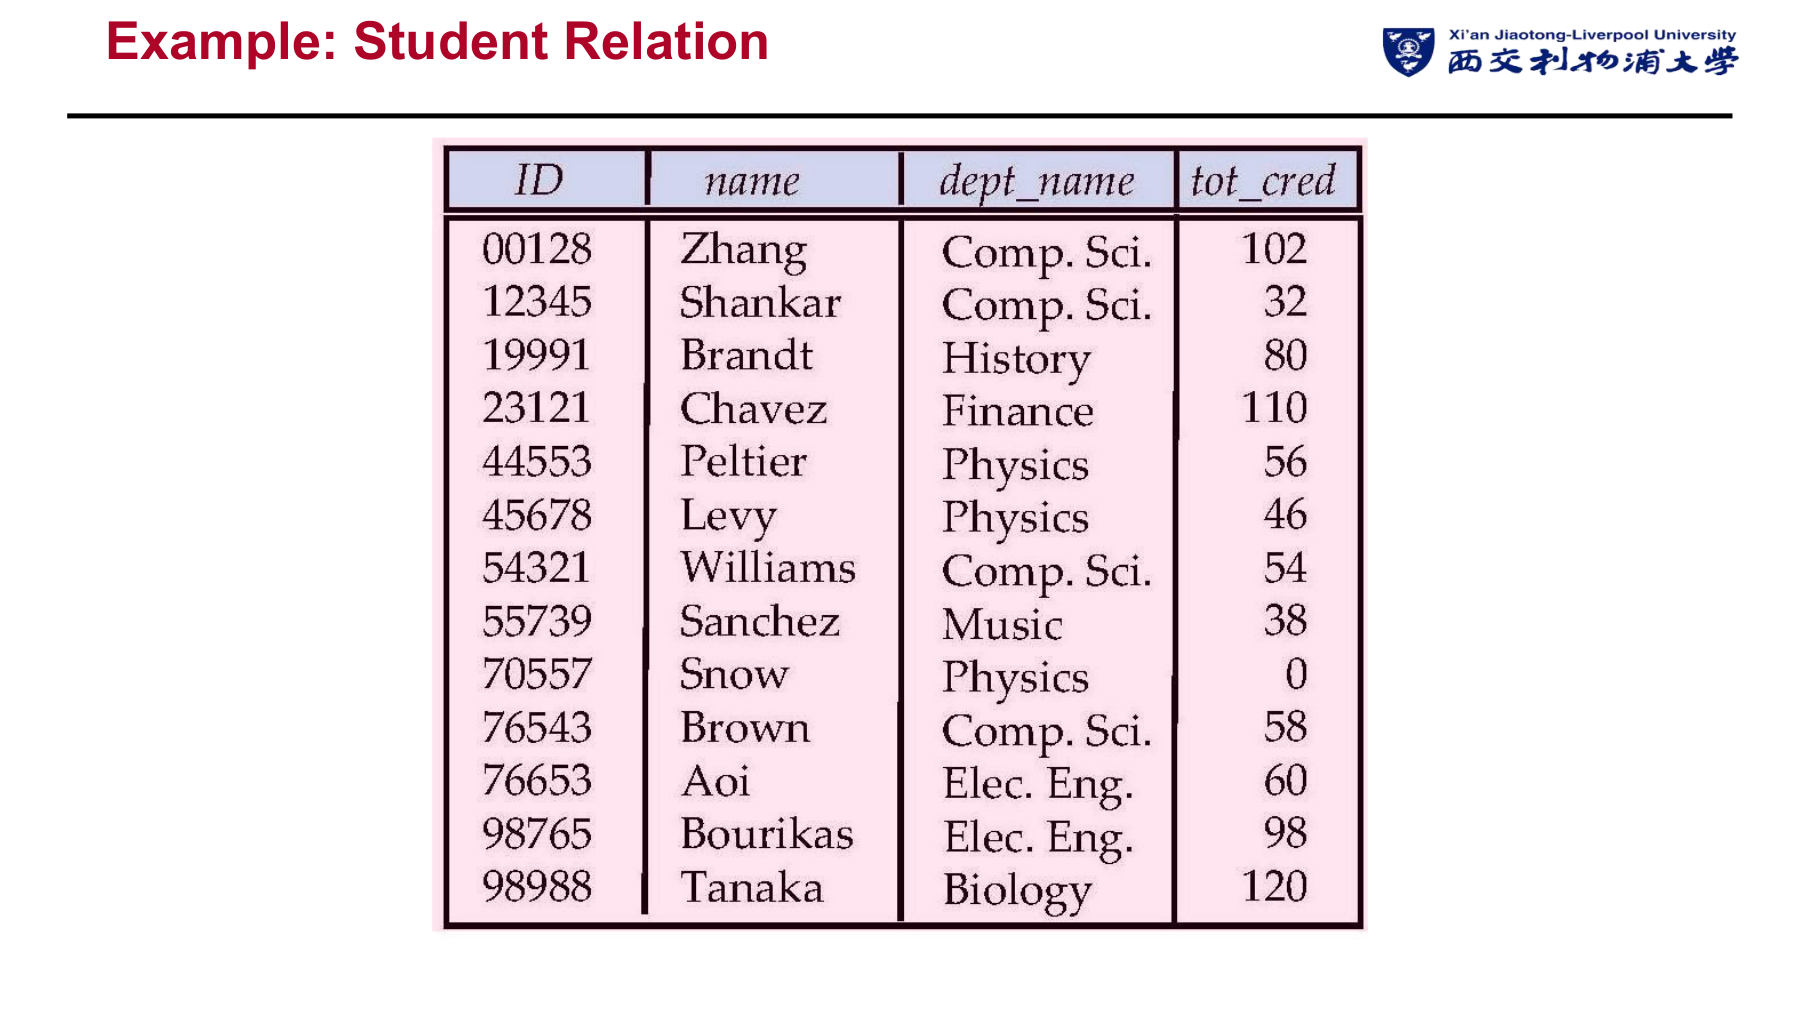 Example: Student Relation
Xi'an Jiaotong-Liverpool University
西交利物浦大學
ID name dept_name tot_cred
00128 Zhang Comp. Sci. 102
12345 Shankar Comp. Sci. 32
19991 Brandt History 80
23121 Chavez Finance 110
44553 Peltier Physics 56
45678 Levy Physics 46
54321 Williams Comp. Sci. 54
55739 Sanchez Music 38
70557 Snow Physics 0
76543 Brown Comp. Sci. 58
76653 Aoi Elec. Eng. 60
98765 Bourikas Elec. Eng. 98
98988 Tanaka Biology 120